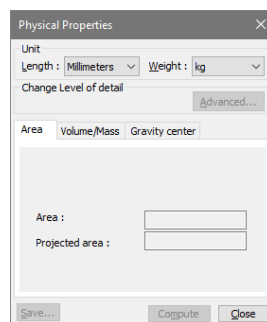 Physical Properties
Unit
Length : Millimeters Weight : kg
Change Level of detail
Advanced...
Area Volume/Mass Gravity center
Area :
Projected area :
Save... Compute Close